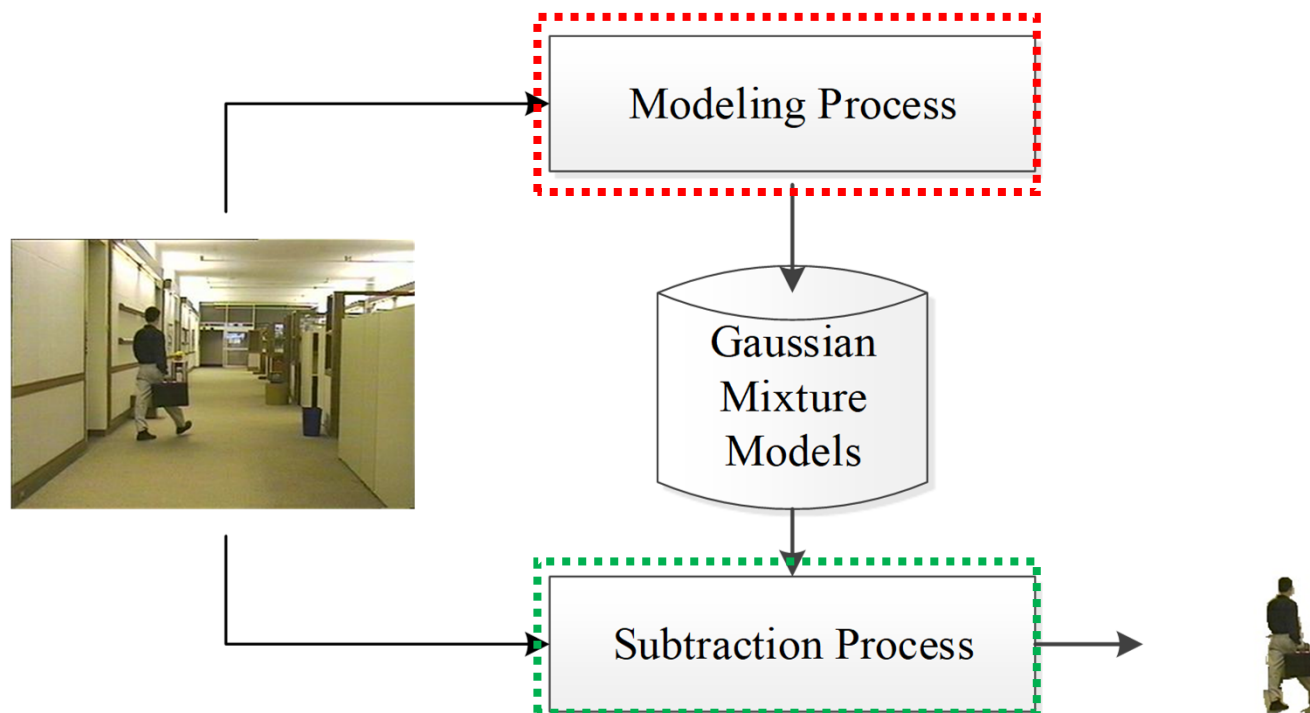 Modeling Process
Gaussian
Mixture
Models
Subtraction Process